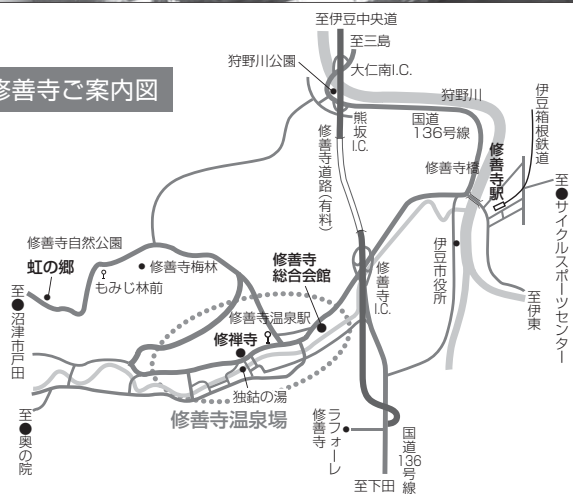 至伊豆中央道
至三島
大仁南I.C.
狩野川公園
修善寺ご案内図
狩野川
国道
136号線
熊坂
I.C.
修善寺道路(有料)
伊豆箱根鉄道
修善寺駅
修善寺橋
至●サイクルスポーツセンター
修善寺自然公園
虹の郷
修善寺梅林
もみじ林前
修善寺
総合会館
修善寺
I.C.
伊豆市役所
至●沼津市戸田
修善寺温泉駅
修禅寺
至伊東
独鈷の湯
修善寺温泉場
至●奥の院
ラフォーレ
修善寺
国道
136
号線
至下田